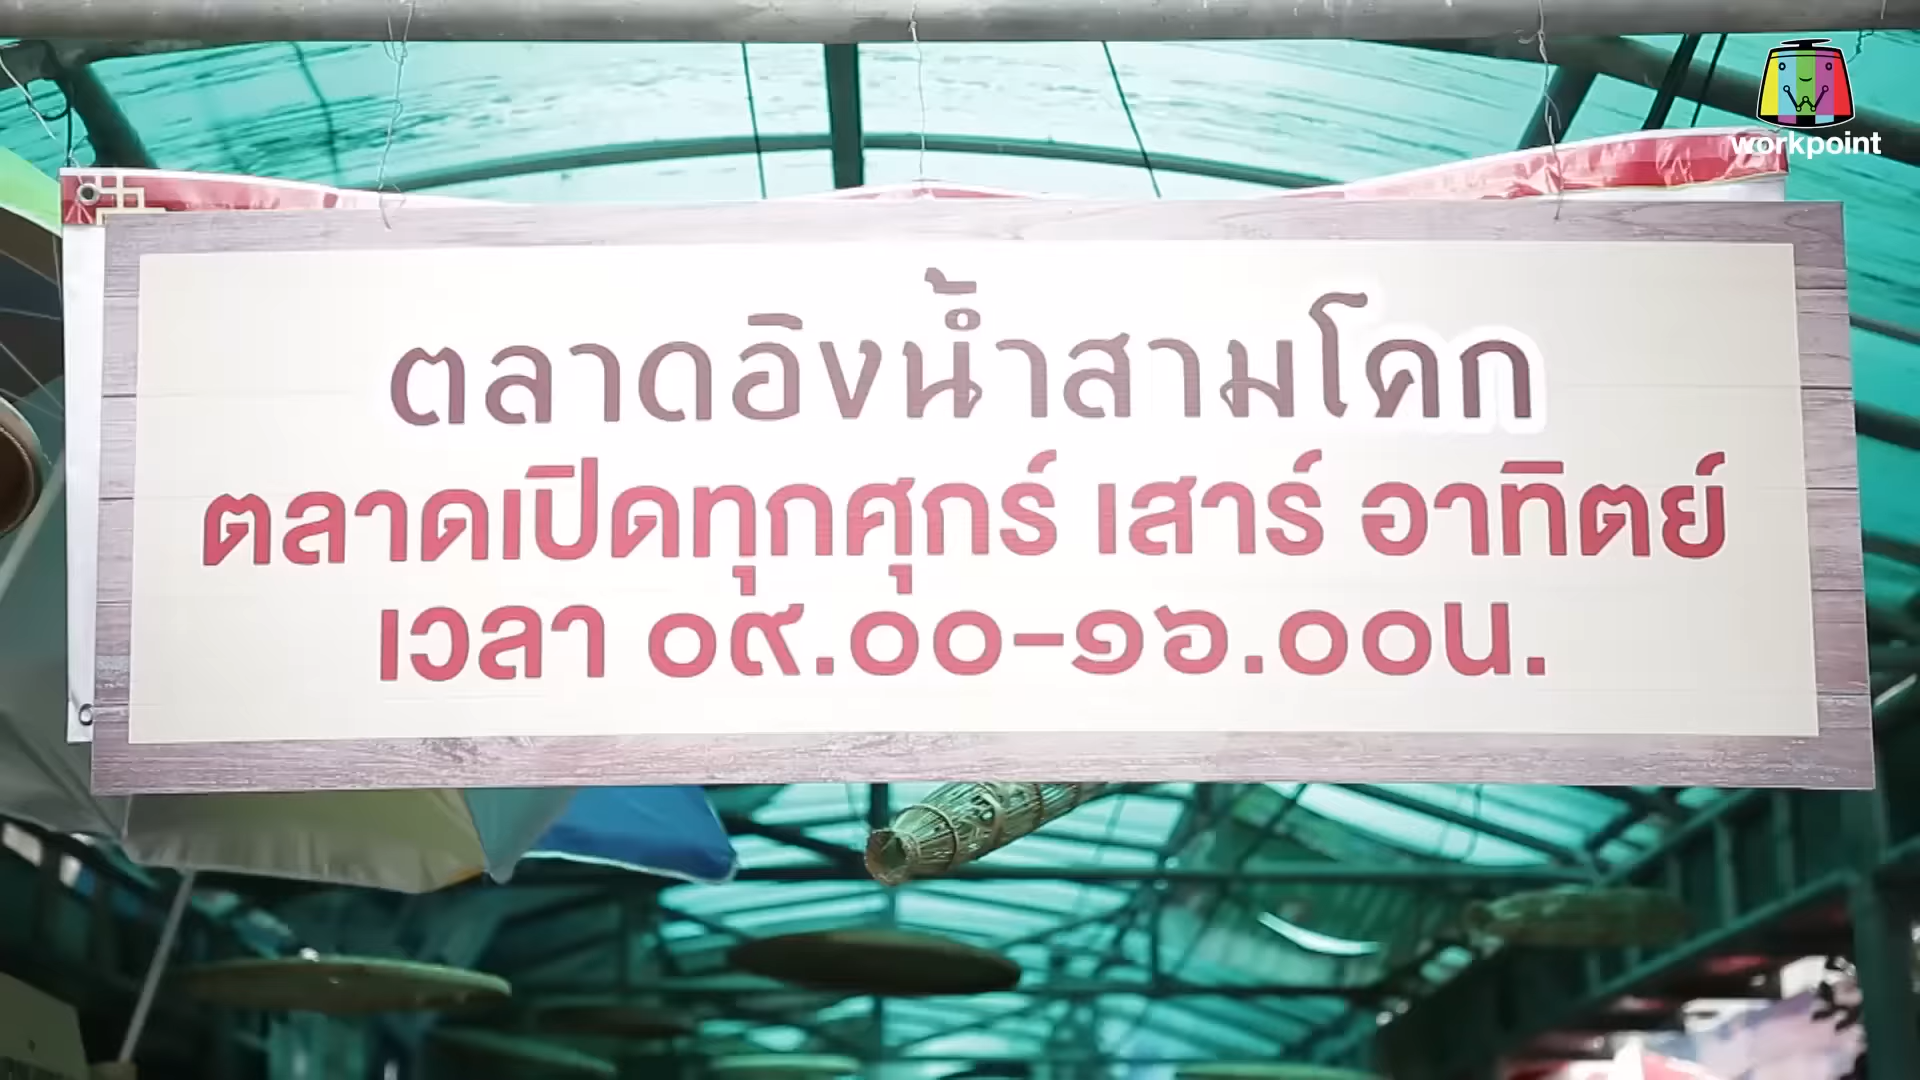 workpoint
ตลาดอิงน้ำสามโคก
ตลาดเปิดทุกศุกร์ เสาร์ อาทิตย์
เวลา ๐๙.๐๐-๑๖.๐๐น.